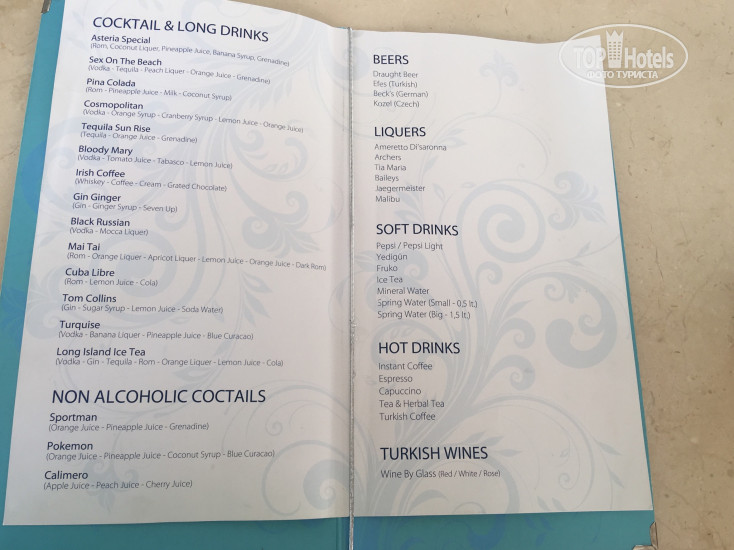 COCKTAIL & LONG DRINKS
Asteria Special
(Rom, Coconut Liquer, Pineapple Juice, Banana Syrup, Grenadine)
Sex On The Beach
(Vodka - Tequila - Peach Liquer - Orange Juice - Grenadine)
Pina Colada
(Rom - Pineapple Juice - Milk - Coconut Syrup)
Cosmopolitan
(Vodka - Orange Syrup - Cranberry Syrup - Lemon Juice - Orange Juice)
Tequila Sun Rise
(Tequila - Orange Juice - Grenadine)
Bloody Mary
(Vodka - Tomato Juice - Tabasco - Lemon Juice)
Irish Coffee
(Whiskey - Coffee - Cream - Grated Chocolate)
Gin Ginger
(Gin - Ginger Syrup - Seven Up)
Black Russian
(Vodka - Mocca Liquer)
Mai Tai
(Rom - Orange Liquer - Apricot Liquer - Lemon Juice - Orange Juice - Dark Rom)
Cuba Libre
(Rom - Lemon Juice - Cola)
Tom Collins
(Gin - Sugar Syrup - Lemon Juice - Soda Water)
Turquise
(Vodka - Banana Liquer - Pineapple Juice - Blue Curacao)
Long Island Ice Tea
(Vodka - Gin - Tequila - Rom - Orange Liquer - Lemon Juice - Cola)
NON ALCOHOLIC COCTAILS
Sportman
(Orange Juice - Pineapple Juice - Grenadine)
Pokemon
(Orange Juice - Pineapple Juice - Coconut Syrup - Blue Curacao)
Calimero
(Apple Juice - Peach Juice - Cherry Juice)
BEERS
Draught Beer
Efes (Turkish)
Beck's (German)
Kozel (Czech)
LIQUERS
Ameretto Di'saronna
Archers
Tia Maria
Baileys
Jaegermeister
Malibu
SOFT DRINKS
Pepsi / Pepsi Light
Yedigün
Fruko
Ice Tea
Mineral Water
Spring Water (Small - 0,5 lt.)
Spring Water (Big - 1,5 lt.)
HOT DRINKS
Instant Coffee
Espresso
Capuccino
Tea & Herbal Tea
Turkish Coffee
TURKISH WINES
Wine By Glass (Red / White / Rose)
TOP Hotels
ФОТО ТУРИСТА